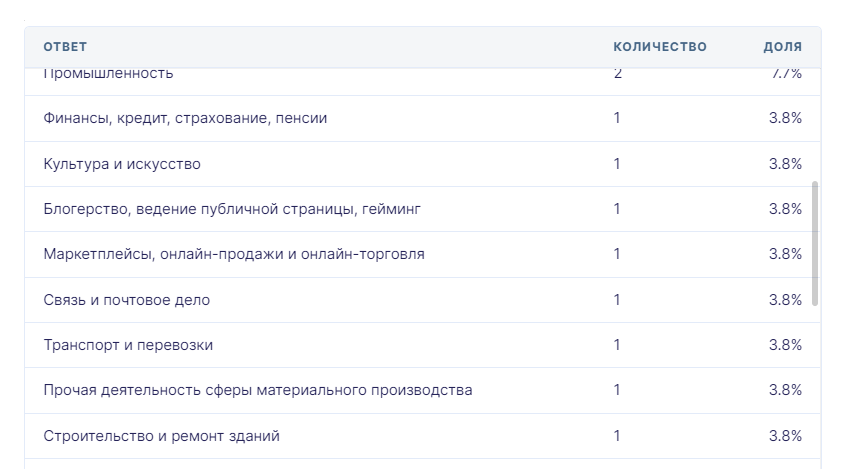 ОТВЕТ КОЛИЧЕСТВО ДОЛЯ
Промышленность 2 7.7%
Финансы, кредит, страхование, пенсии 1 3.8%
Культура и искусство 1 3.8%
Блогерство, ведение публичной страницы, гейминг 1 3.8%
Маркетплейсы, онлайн-продажи и онлайн-торговля 1 3.8%
Связь и почтовое дело 1 3.8%
Транспорт и перевозки 1 3.8%
Прочая деятельность сферы материального производства 1 3.8%
Строительство и ремонт зданий 1 3.8%